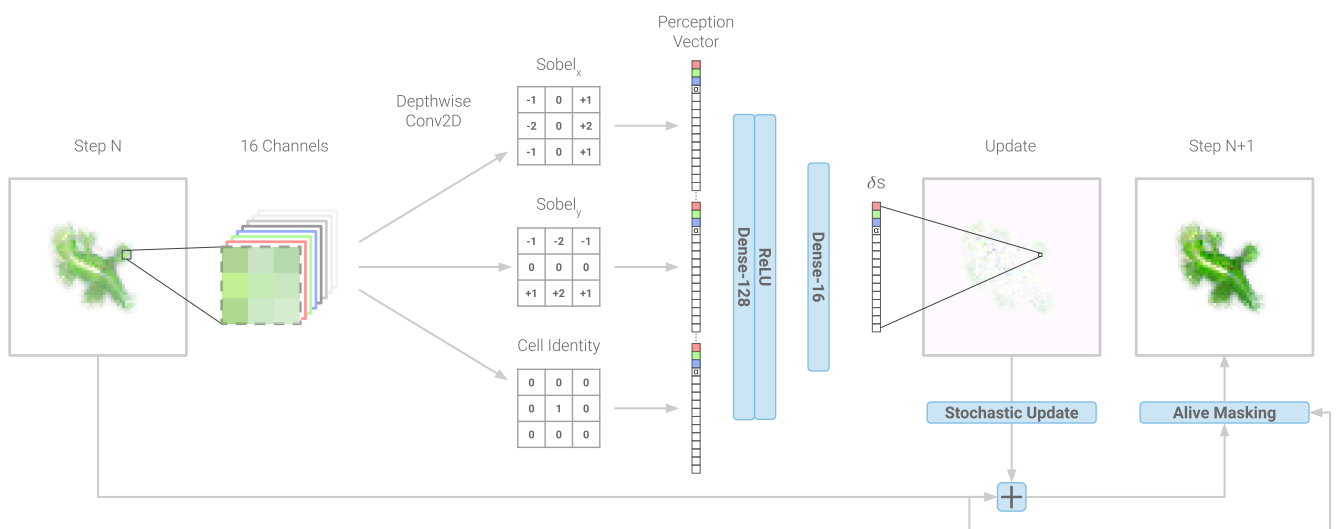 Step N
16 Channels
Depthwise
Conv2D
Sobelx
-1 0 +1
-2 0 +2
-1 0 +1
Sobely
-1 -2 -1
0 0 0
+1 +2 +1
Cell Identity
0 0 0
0 1 0
0 0 0
Perception
Vector
α
α
α
Dense-128
ReLU
Dense-16
δs
α
Update
Stochastic Update
+
Step N+1
Alive Masking